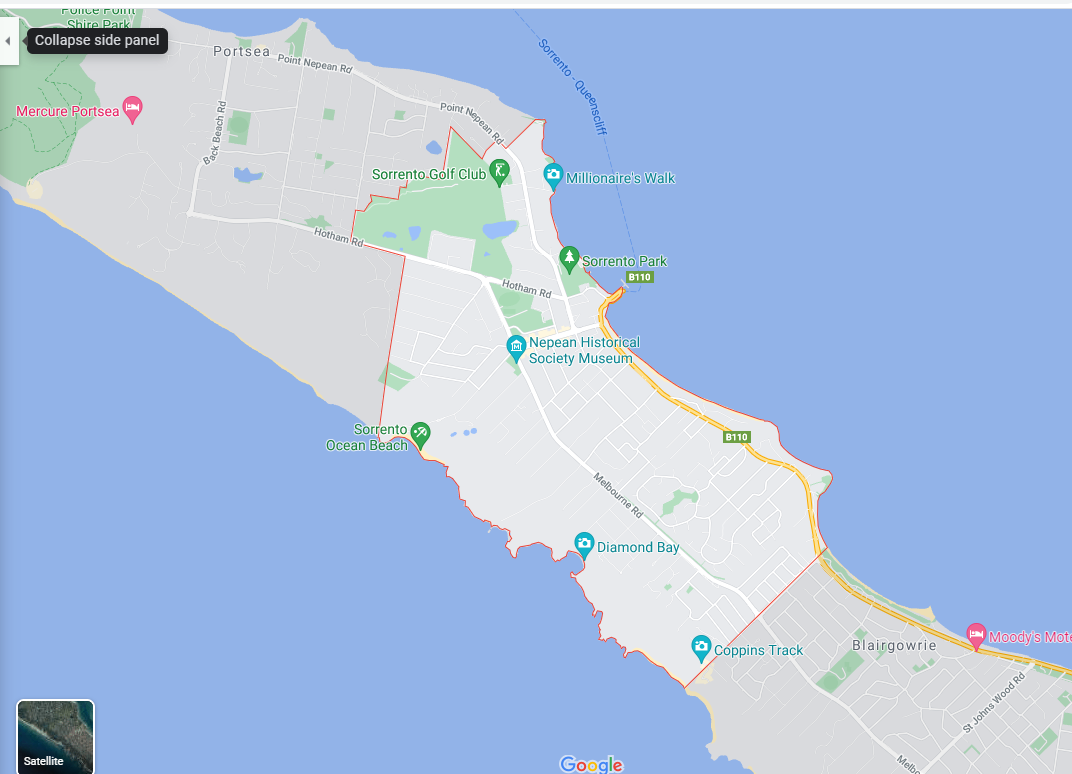 Police Point
Shire Park
Collapse side panel
Portsea
Point Nepean Rd
Sorrento - Queenscliff
Mercure Portsea
Back Beach Rd
Point Nepean Rd
Sorrento Golf Club
Millionaire's Walk
Hotham Rd
Sorrento Park
B110
Hotham Rd
Nepean Historical
Society Museum
Sorrento
Ocean Beach
B110
Melbourne Rd
Diamond Bay
Coppins Track
Blairgowrie
Moody's Mote
St Johns Wood Rd
Melbo
Satellite
Google